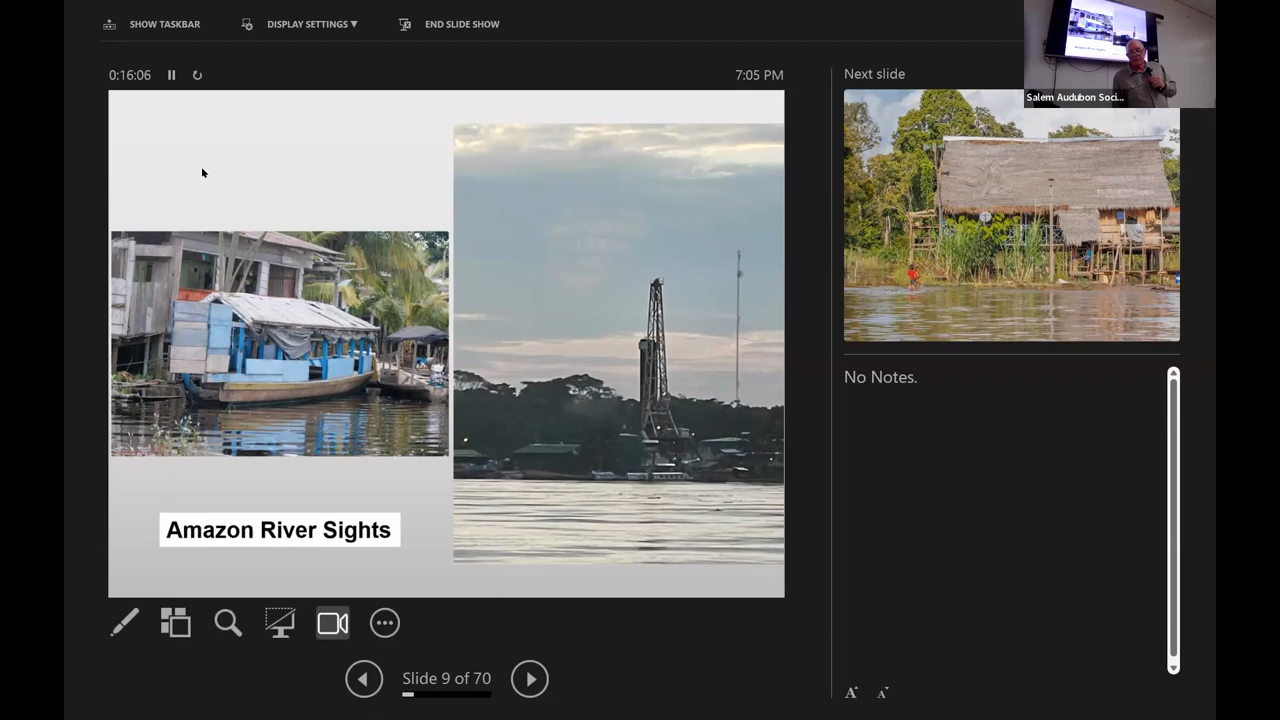 SHOW TASKBAR
DISPLAY SETTINGS ▼
END SLIDE SHOW
0:16:06
7:05 PM
Next slide
Salem Audubon Soci...
Amazon River Sights
No Notes.
Slide 9 of 70
A A